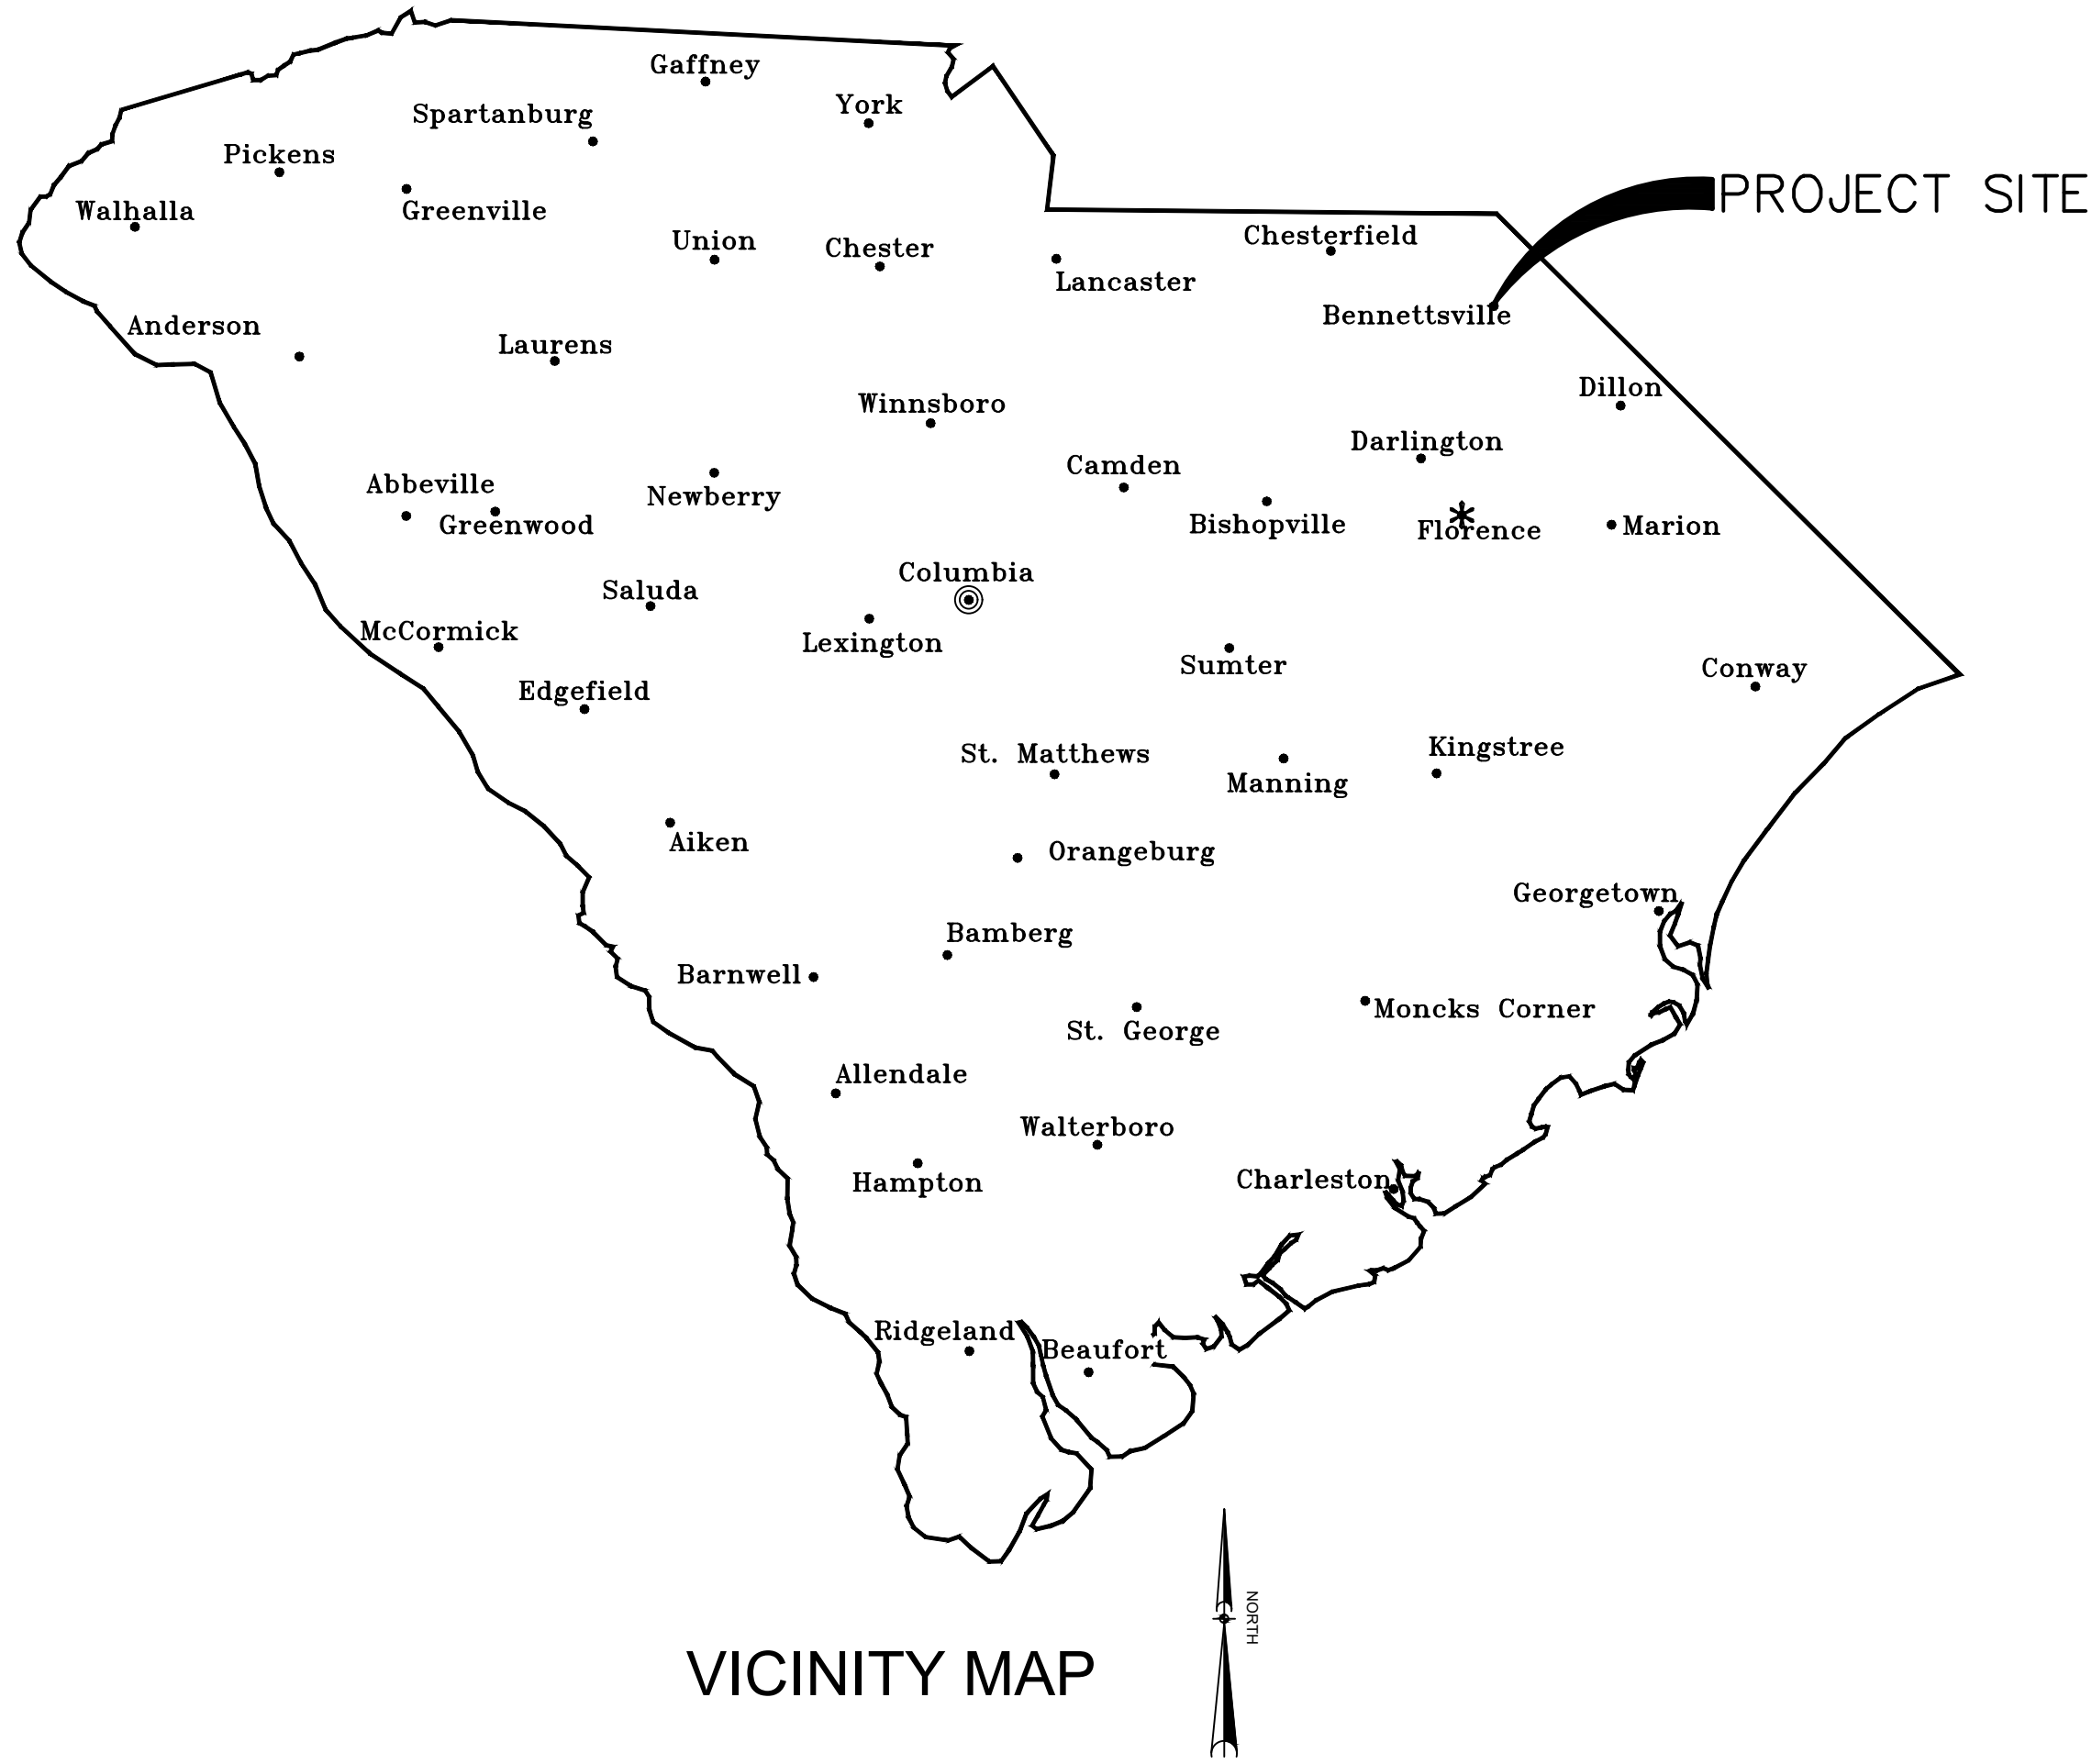 Gaffney
York
Spartanburg
Pickens
PROJECT SITE
Walhalla
Greenville
Union
Chester
Chesterfield
Lancaster
Bennettsville
Anderson
Laurens
Dillon
Winnsboro
Darlington
Camden
Abbeville
Newberry
Greenwood
Bishopville
Florence
Marion
Columbia
Saluda
McCormick
Lexington
Sumter
Conway
Edgefield
St. Matthews
Kingstree
Manning
Aiken
Orangeburg
Georgetown
Bamberg
Barnwell
Moncks Corner
St. George
Allendale
Walterboro
Hampton
Charleston
Ridgeland
Beaufort
NORTH
VICINITY MAP